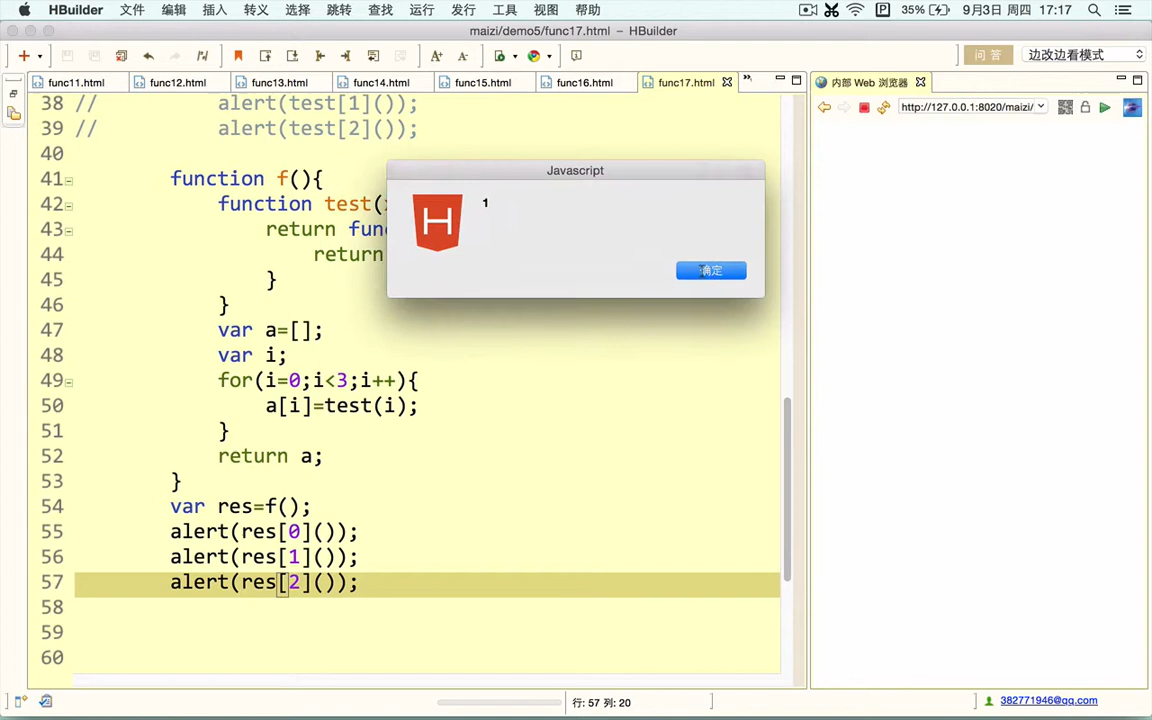 HBuilder 文件 编辑 插入 转义 选择 跳转 查找 运行 发行 工具 视图 帮助 35% 9月3日 周四 17:17
maizi/demo5/func17.html – HBuilder
问 答 边改边看模式
func11.html func12.html func13.html func14.html func15.html func16.html func17.html 内部 Web 浏览器
http://127.0.0.1:8020/maizi/
38 // alert(test[1]());
39 // alert(test[2]());
40
41 function f(){
42 function test(
43 return
44 return
45 }
46 }
47 var a=[];
48 var i;
49 for(i=0;i<3;i++){
50 a[i]=test(i);
51 }
52 return a;
53 }
54 var res=f();
55 alert(res[0]());
56 alert(res[1]());
57 alert(res[2]());
58
59
60
Javascript
H
1
确定
行: 57 列: 20
382771946@qq.com